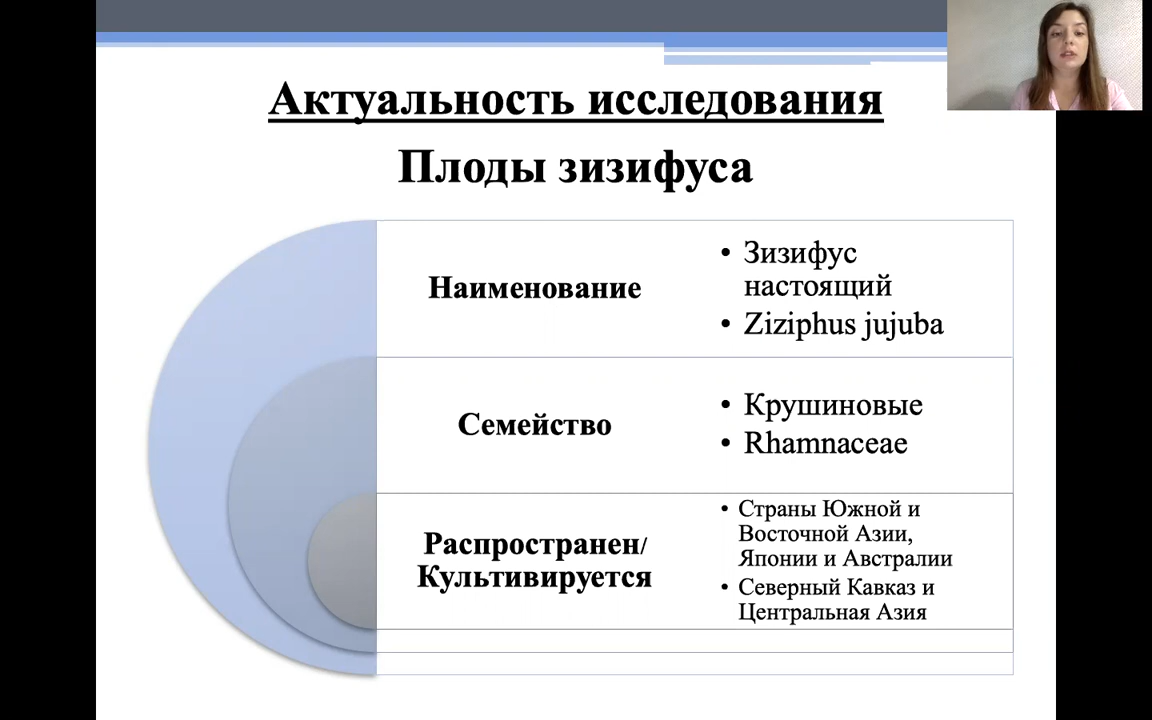 Актуальность исследования
Плоды зизифуса
Наименование
• Зизифус
настоящий
• Ziziphus jujuba
Семейство
• Крушиновые
• Rhamnaceae
Распространен/
Культивируется
• Страны Южной и
Восточной Азии,
Японии и Австралии
• Северный Кавказ и
Центральная Азия